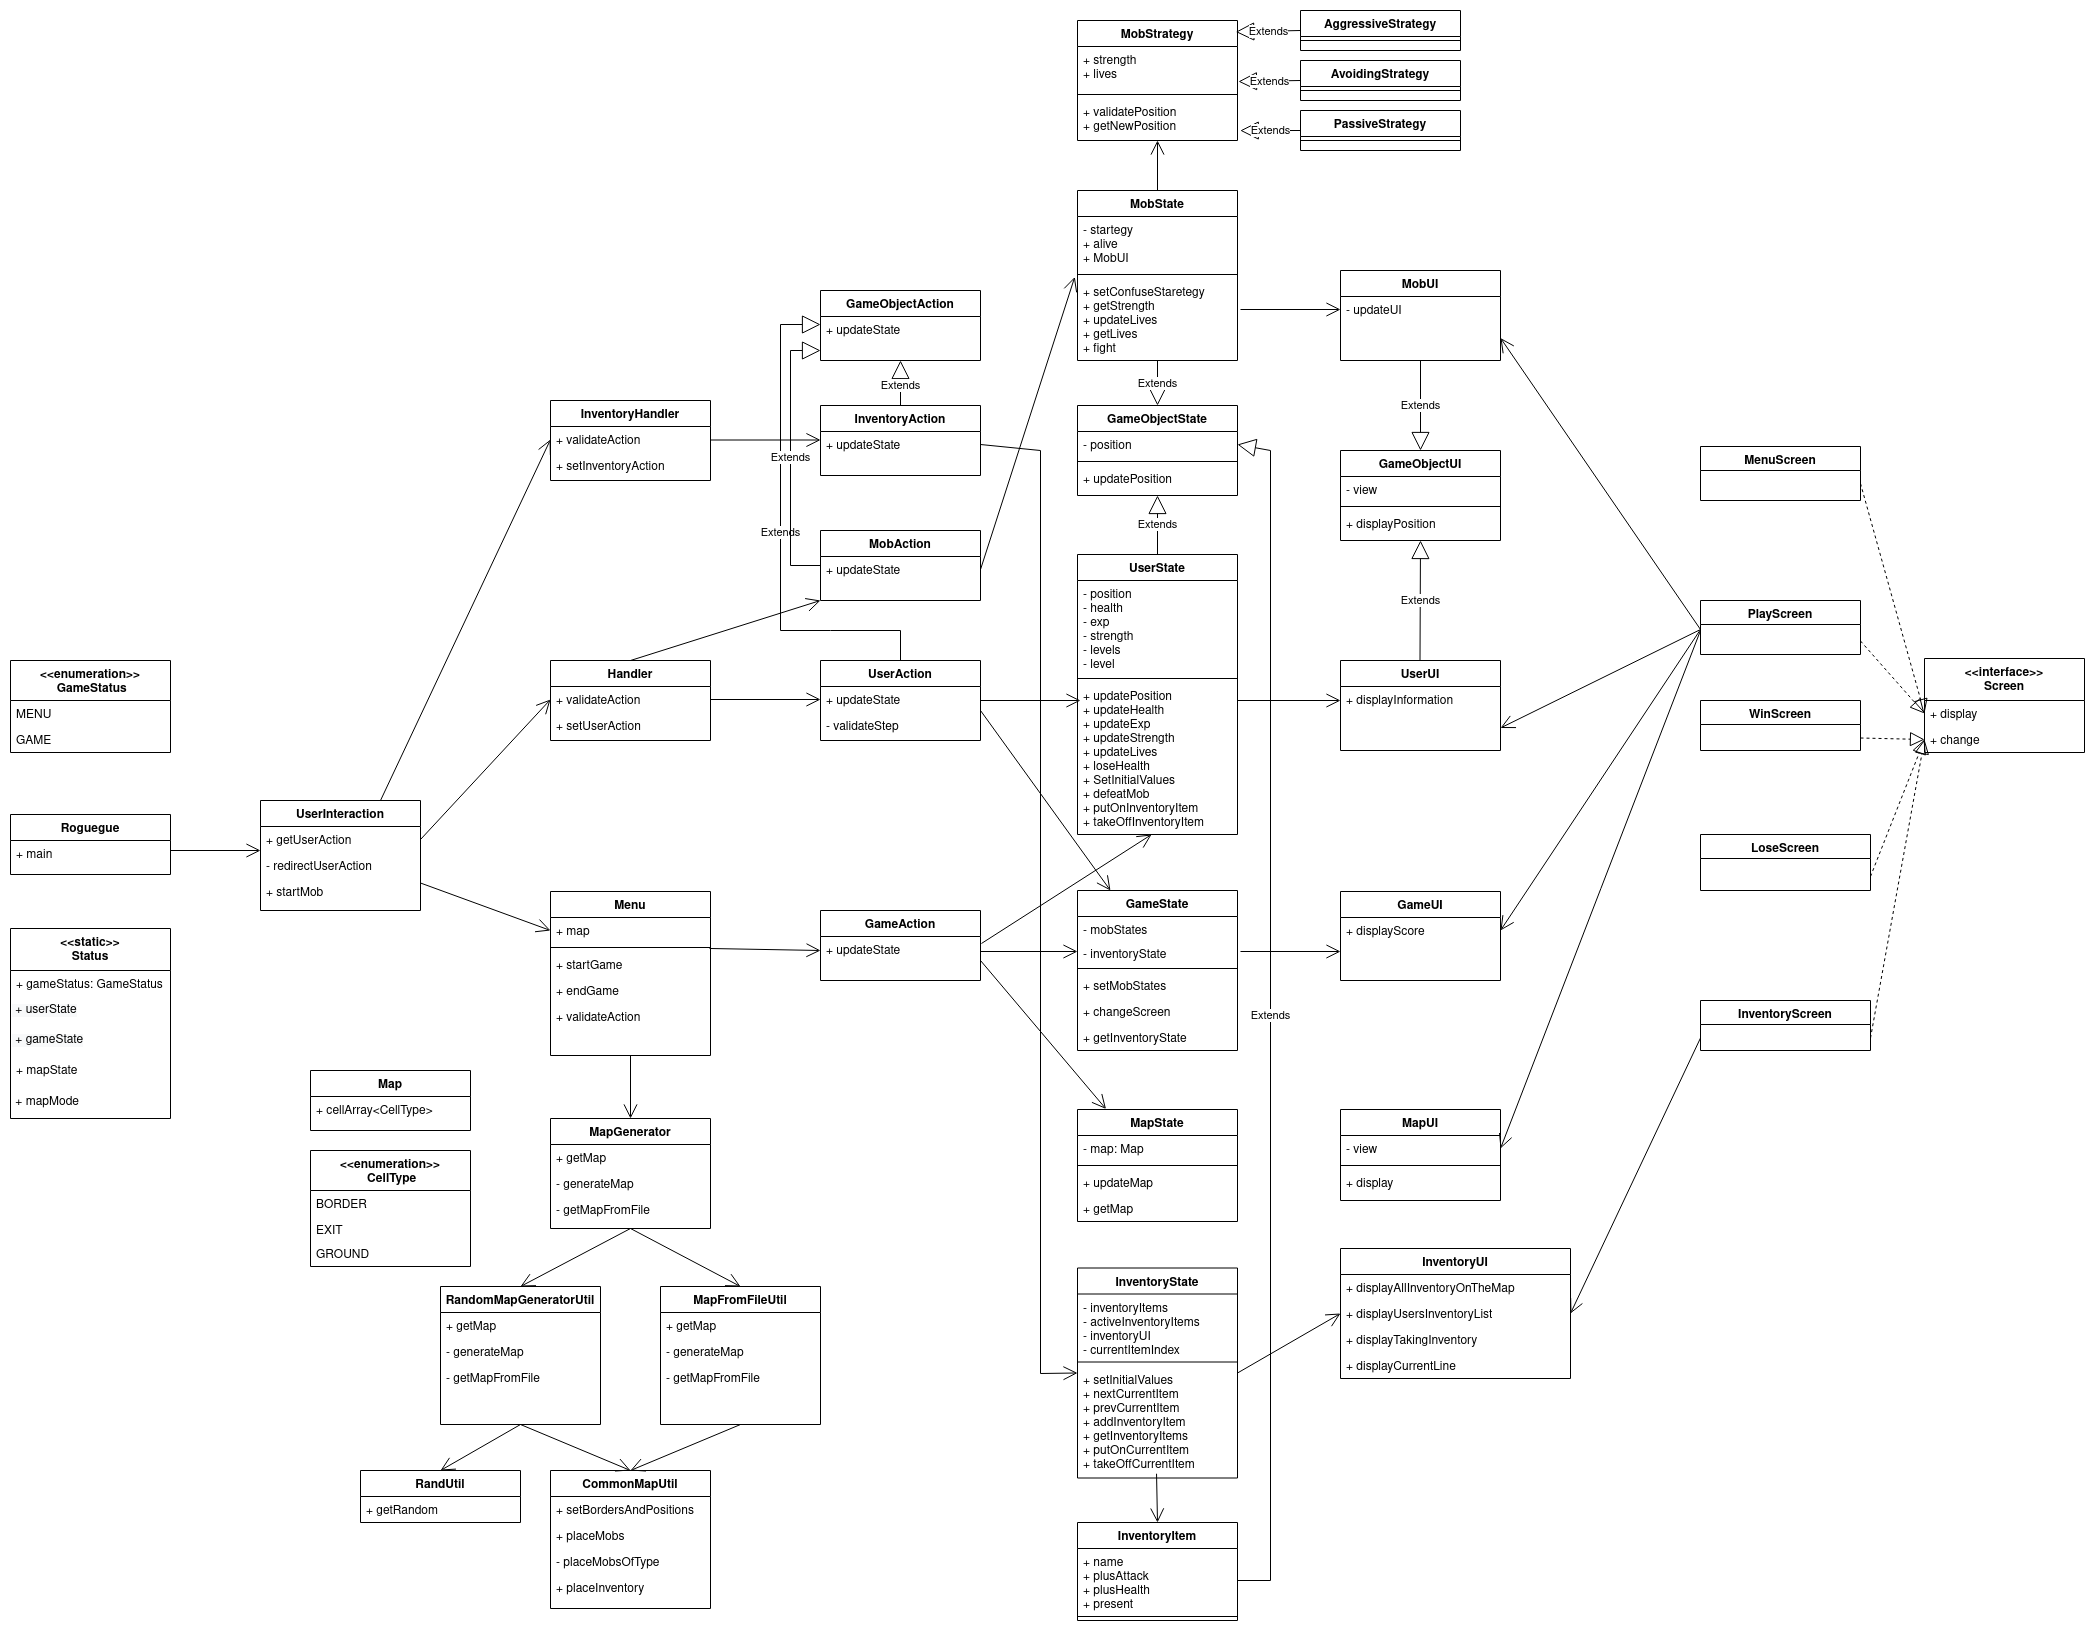 MobStrategy
+ strength
+ lives
+ validatePosition
+ getNewPosition
Extends
AggressiveStrategy
Extends
AvoidingStrategy
Extends
PassiveStrategy
MobState
- startegy
+ alive
+ MobUI
+ setConfuseStaretegy
+ getStrength
+ updateLives
+ getLives
+ fight
Extends
MobUI
- updateUI
Extends
GameObjectAction
+ updateState
Extends
InventoryHandler
+ validateAction
+ setInventoryAction
InventoryAction
+ updateState
Extends
Extends
MobAction
+ updateState
GameObjectState
- position
+ updatePosition
Extends
GameObjectUI
- view
+ displayPosition
Extends
MenuScreen
UserState
- position
- health
- exp
- strength
- levels
- level
+ updatePosition
+ updateHealth
+ updateExp
+ updateStrength
+ updateLives
+ loseHealth
+ SetInitialValues
+ defeatMob
+ putOnInventoryItem
+ takeOffInventoryItem
PlayScreen
<<enumeration>>
GameStatus
MENU
GAME
Handler
+ validateAction
+ setUserAction
UserAction
+ updateState
- validateStep
UserUI
+ displayInformation
WinScreen
<<interface>>
Screen
+ display
+ change
Roguegue
+ main
UserInteraction
+ getUserAction
- redirectUserAction
+ startMob
LoseScreen
<<static>>
Status
+ gameStatus: GameStatus
+ userState
+ gameState
+ mapState
+ mapMode
Menu
+ map
+ startGame
+ endGame
+ validateAction
GameAction
+ updateState
GameState
- mobStates
- inventoryState
+ setMobStates
+ changeScreen
+ getInventoryState
Extends
GameUI
+ displayScore
InventoryScreen
Map
+ cellArray<CellType>
<<enumeration>>
CellType
BORDER
EXIT
GROUND
MapGenerator
+ getMap
- generateMap
- getMapFromFile
MapState
- map: Map
+ updateMap
+ getMap
MapUI
- view
+ display
RandomMapGeneratorUtil
+ getMap
- generateMap
- getMapFromFile
MapFromFileUtil
+ getMap
- generateMap
- getMapFromFile
InventoryState
- inventoryItems
- activeInventoryItems
- inventoryUI
- currentItemIndex
+ setInitialValues
+ nextCurrentItem
+ prevCurrentItem
+ addInventoryItem
+ getInventoryItems
+ putOnCurrentItem
+ takeOffCurrentItem
InventoryUI
+ displayAllInventoryOnTheMap
+ displayUsersInventoryList
+ displayTakingInventory
+ displayCurrentLine
RandUtil
+ getRandom
CommonMapUtil
+ setBordersAndPositions
+ placeMobs
- placeMobsOfType
+ placeInventory
InventoryItem
+ name
+ plusAttack
+ plusHealth
+ present